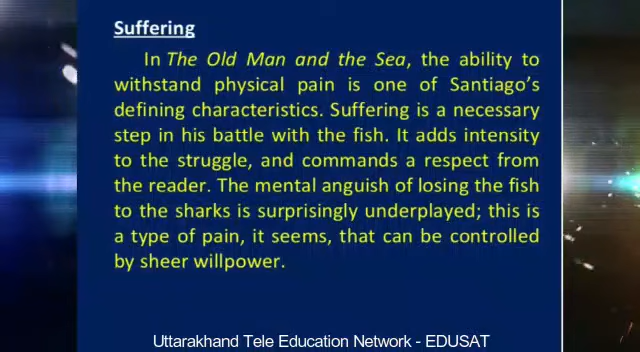 Suffering
In The Old Man and the Sea, the ability to
withstand physical pain is one of Santiago’s
defining characteristics. Suffering is a necessary
step in his battle with the fish. It adds intensity
to the struggle, and commands a respect from
the reader. The mental anguish of losing the fish
to the sharks is surprisingly underplayed; this is
a type of pain, it seems, that can be controlled
by sheer willpower.
Uttarakhand Tele Education Network - EDUSAT